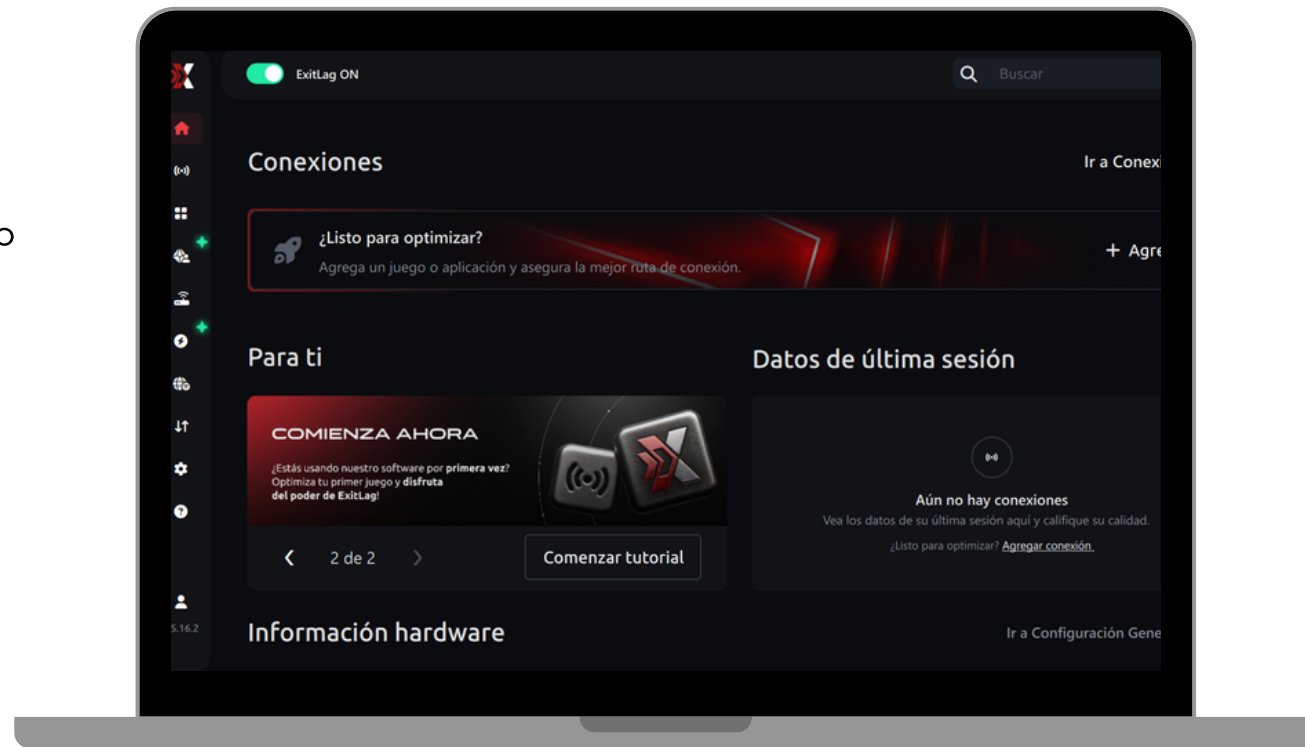 ExitLag ON
Buscar
Conexiones
Ir a Conexi
¿Listo para optimizar?
Agrega un juego o aplicación y asegura la mejor ruta de conexión.
+ Agre
Para ti
Datos de última sesión
COMIENZA AHORA
¿Estás usando nuestro software por primera vez?
Optimiza tu primer juego y disfruta
del poder de ExitLag!
2 de 2
Comenzar tutorial
Aún no hay conexiones
Vea los datos de su última sesión aquí y califique su calidad.
¿Listo para optimizar? Agregar conexión
5.16.2
Información hardware
Ir a Configuración Gene
o